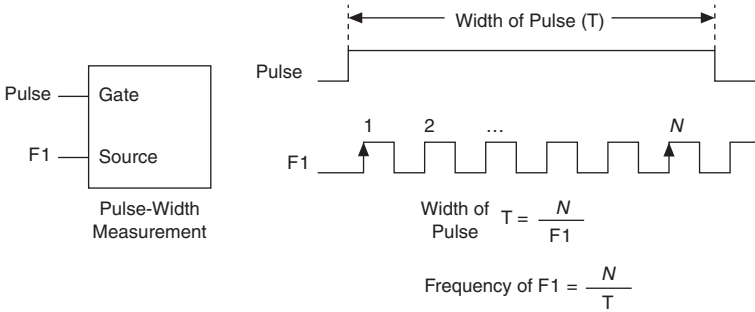 Width of Pulse (T)
Pulse
Pulse
Gate
1 2 ... N
F1
Source
F1
Pulse-Width
Measurement
Width of
Pulse
T = N
F1
Frequency of F1 = N
T